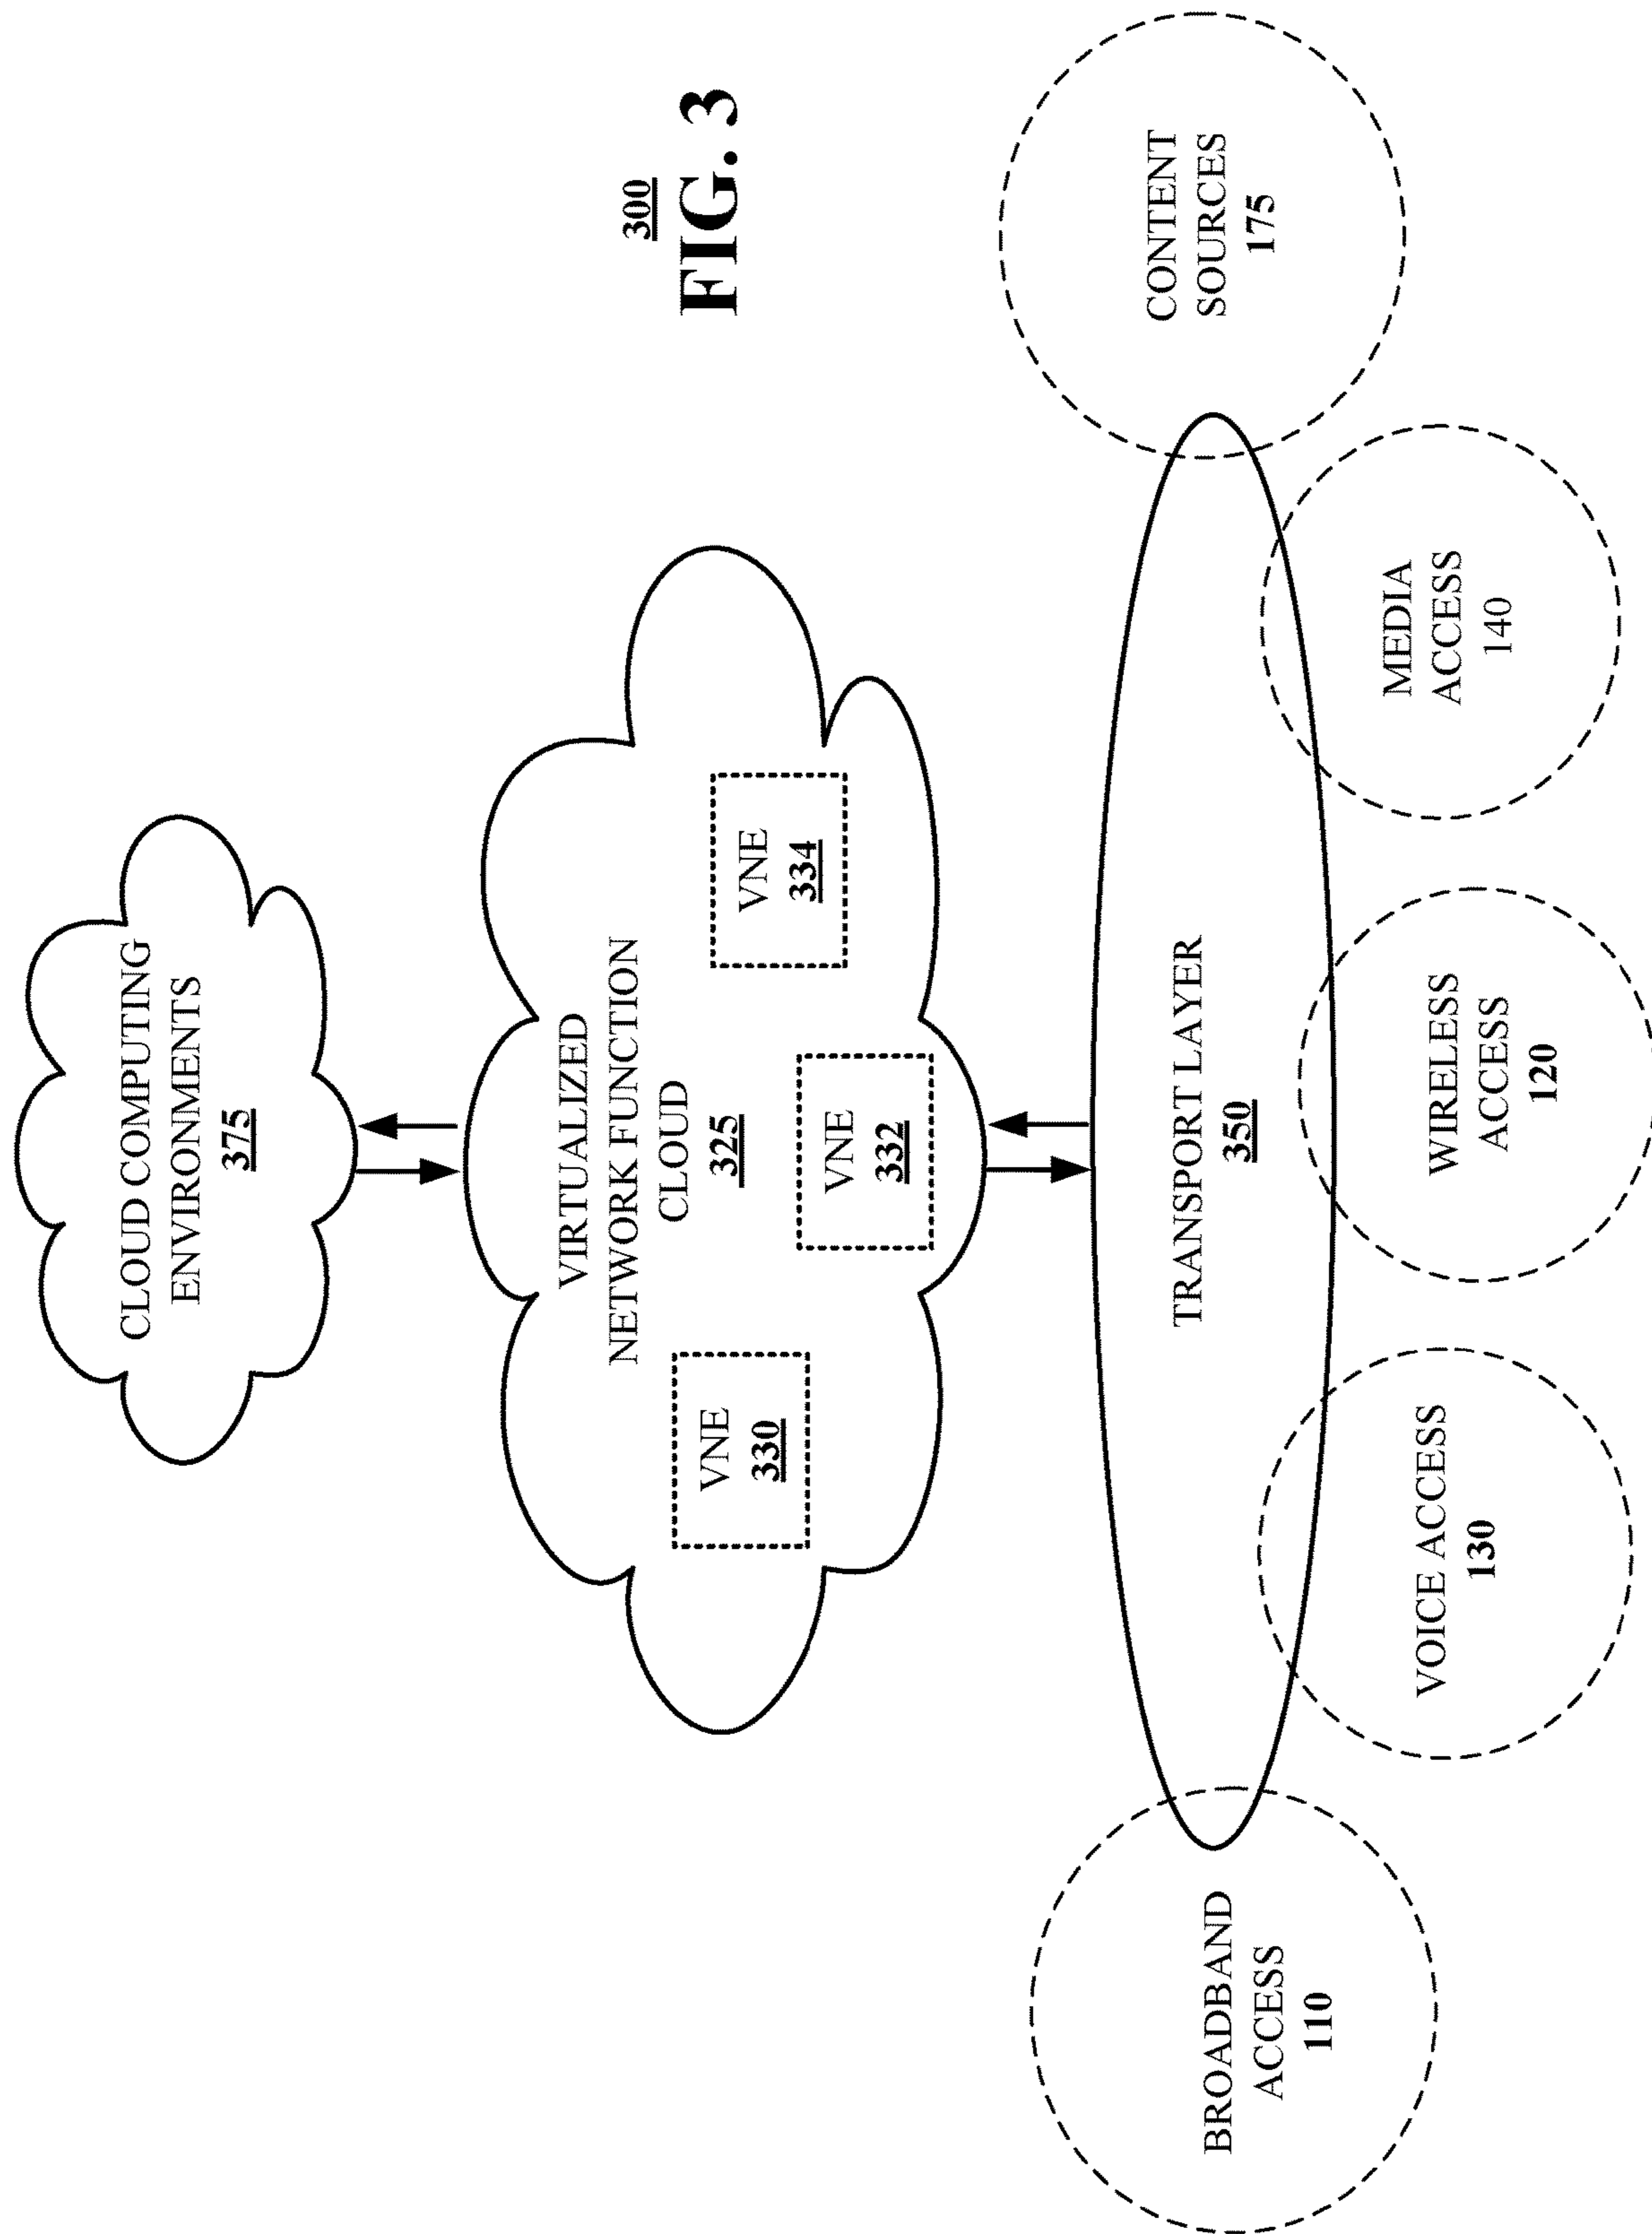 CLOUD COMPUTING
ENVIRONMENTS
375
VIRTUALIZED
NETWORK FUNCTION
CLOUD
325
VNE
330
VNE
332
VNE
334
300
FIG. 3
TRANSPORT LAYER
350
BROADBAND
ACCESS
110
VOICE ACCESS
130
WIRELESS
ACCESS
120
MEDIA
ACCESS
140
CONTENT
SOURCES
175